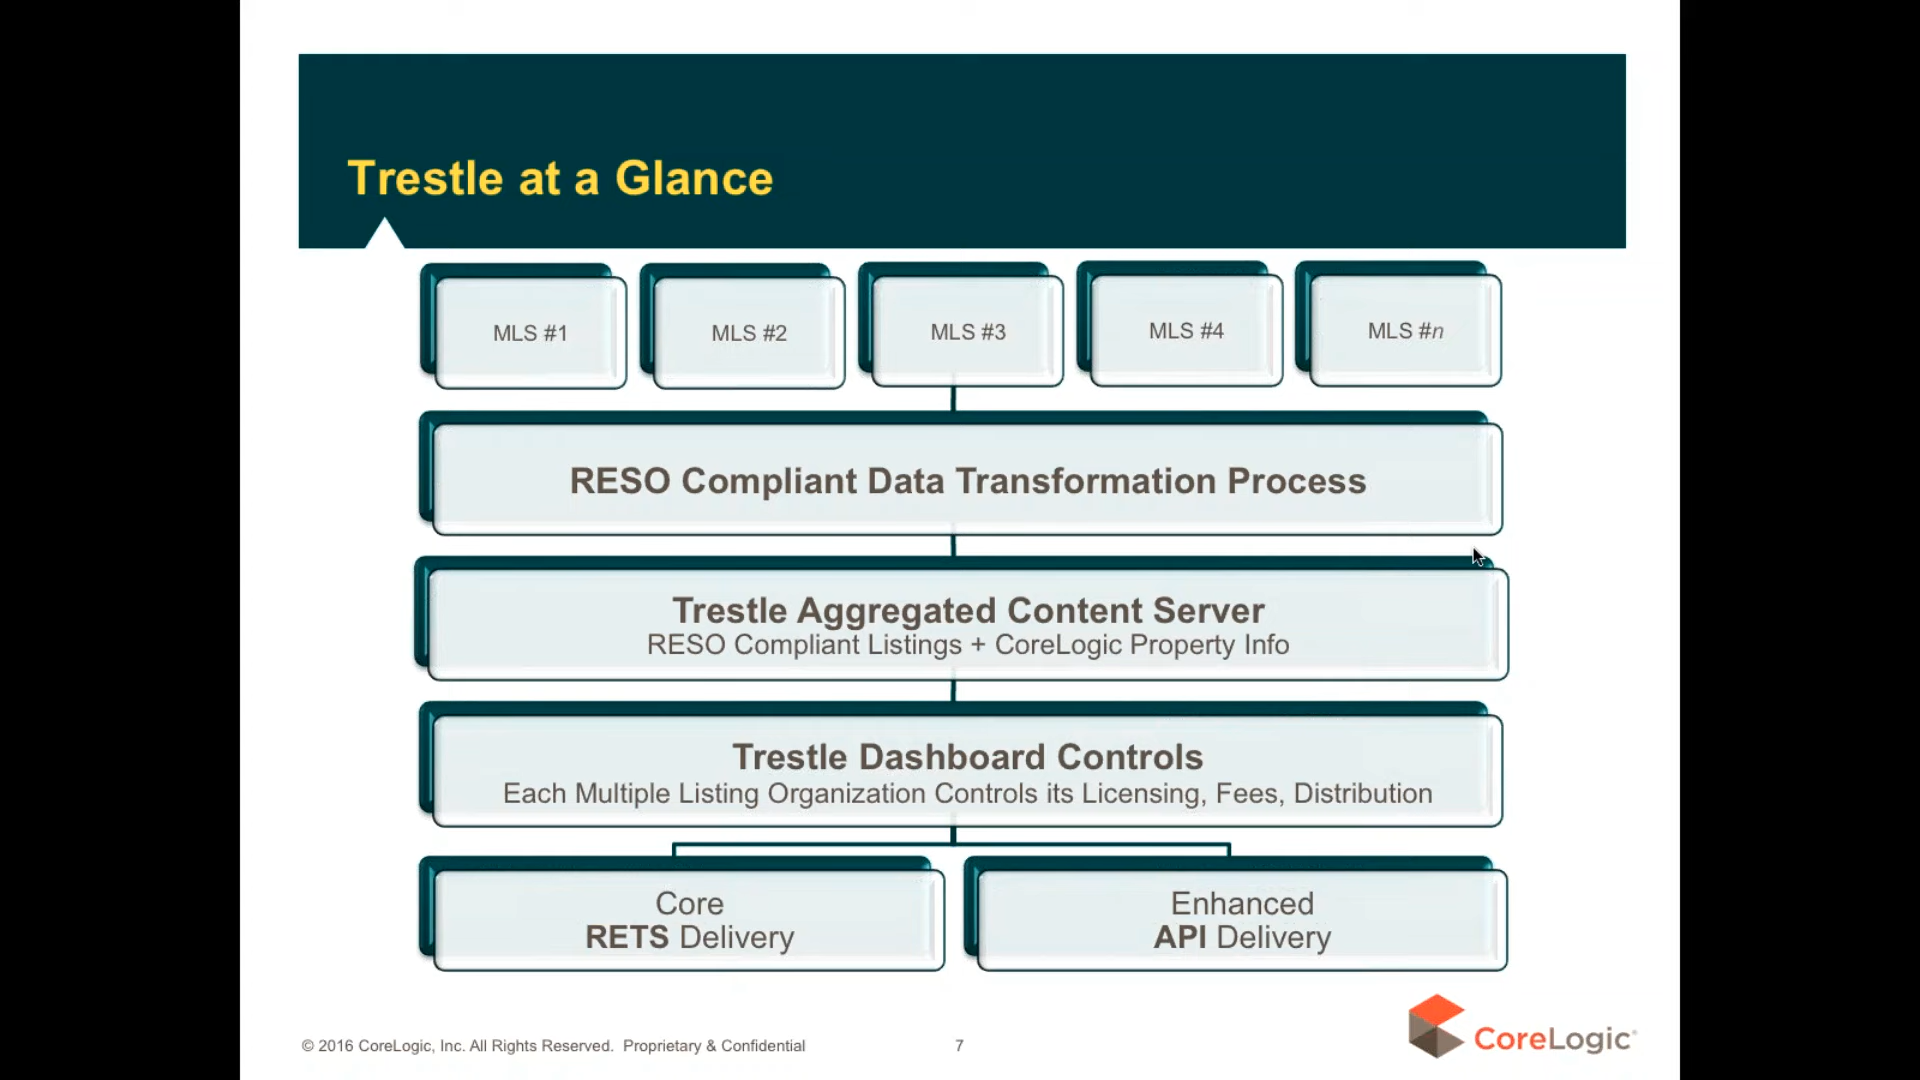 Trestle at a Glance
MLS #1
MLS #2
MLS #3
MLS #4
MLS #n
RESO Compliant Data Transformation Process
Trestle Aggregated Content Server
RESO Compliant Listings + CoreLogic Property Info
Trestle Dashboard Controls
Each Multiple Listing Organization Controls its Licensing, Fees, Distribution
Core
RETS Delivery
Enhanced
API Delivery
© 2016 CoreLogic, Inc. All Rights Reserved.  Proprietary & Confidential
7
CoreLogic